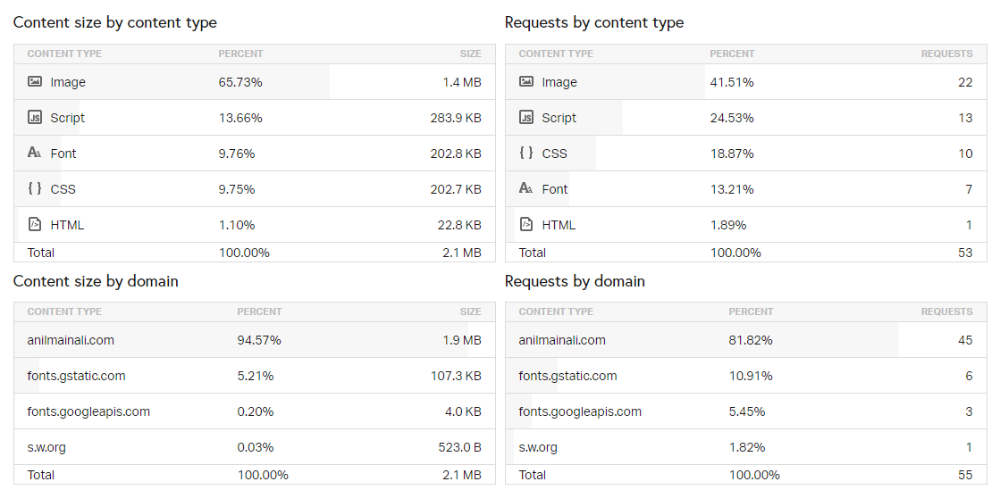 Content size by content type
CONTENT TYPE PERCENT SIZE
Image 65.73% 1.4 MB
Script 13.66% 283.9 KB
Font 9.76% 202.8 KB
CSS 9.75% 202.7 KB
HTML 1.10% 22.8 KB
Total 100.00% 2.1 MB
Requests by content type
CONTENT TYPE PERCENT REQUESTS
Image 41.51% 22
Script 24.53% 13
CSS 18.87% 10
Font 13.21% 7
HTML 1.89% 1
Total 100.00% 53
Content size by domain
CONTENT TYPE PERCENT SIZE
anilmainali.com 94.57% 1.9 MB
fonts.gstatic.com 5.21% 107.3 KB
fonts.googleapis.com 0.20% 4.0 KB
s.w.org 0.03% 523.0 B
Total 100.00% 2.1 MB
Requests by domain
CONTENT TYPE PERCENT REQUESTS
anilmainali.com 81.82% 45
fonts.gstatic.com 10.91% 6
fonts.googleapis.com 5.45% 3
s.w.org 1.82% 1
Total 100.00% 55